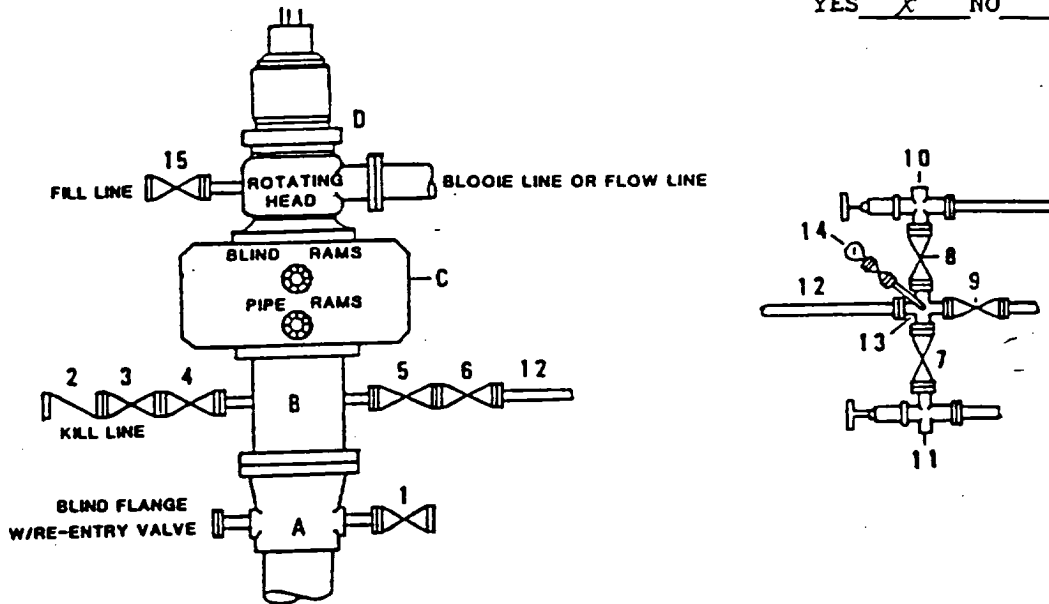 YES X NO
D
15
FILL LINE
ROTATING
HEAD
BLOOIE LINE OR FLOW LINE
BLIND RAMS
C
PIPE RAMS
2 3 4
5 6 12
B
KILL LINE
BLIND FLANGE
W/RE-ENTRY VALVE
1
A
10
14
8
12
9
13
7
11